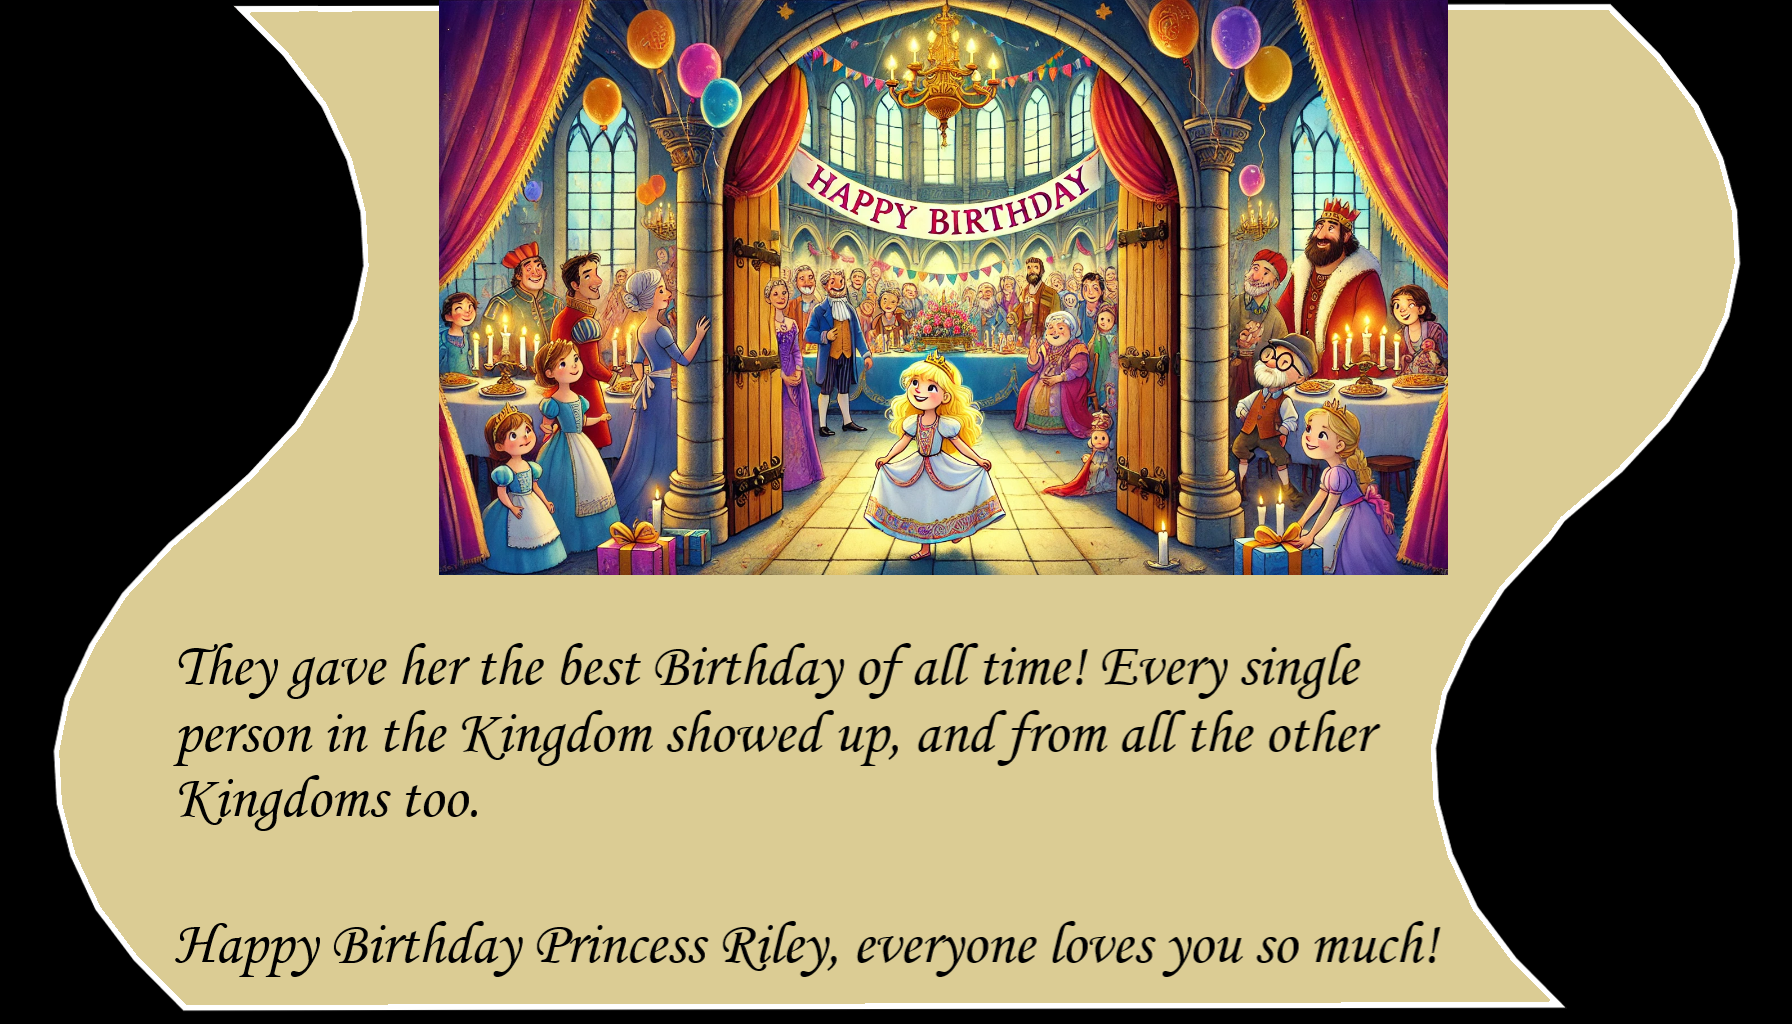 HAPPY BIRTHDAY
They gave her the best Birthday of all time! Every single
person in the Kingdom showed up, and from all the other
Kingdoms too.
Happy Birthday Princess Riley, everyone loves you so much!